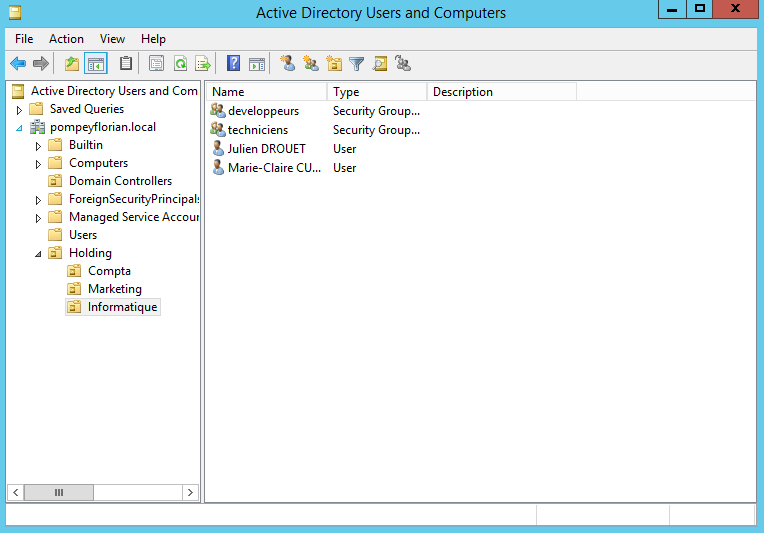 Active Directory Users and Computers
File Action View Help
Active Directory Users and Com
Saved Queries
pompeyflorian.local
Builtin
Computers
Domain Controllers
ForeignSecurityPrincipals
Managed Service Accour
Users
Holding
Compta
Marketing
Informatique
Name Type Description
developpeurs Security Group...
techniciens Security Group...
Julien DROUET User
Marie-Claire CU... User